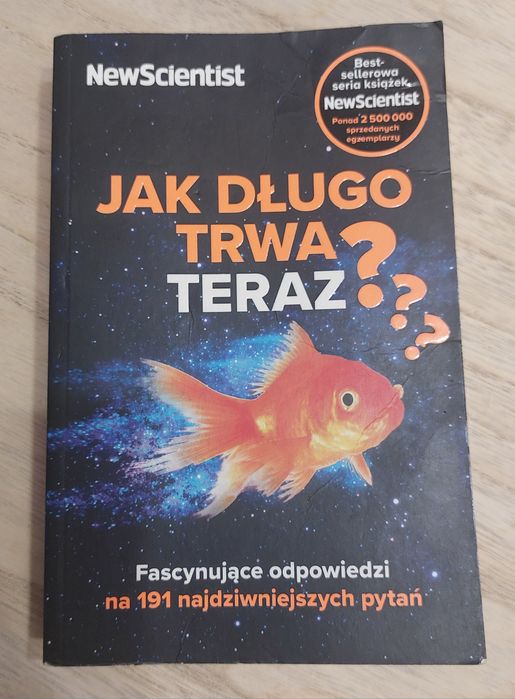 NewScientist
Best-
sellerowa
seria książek
NewScientist
Ponad 2 500 000
sprzedanych
egzemplarzy
JAK DŁUGO
TRWA
TERAZ???
Fascynujące odpowiedzi
na 191 najdziwniejszych pytań